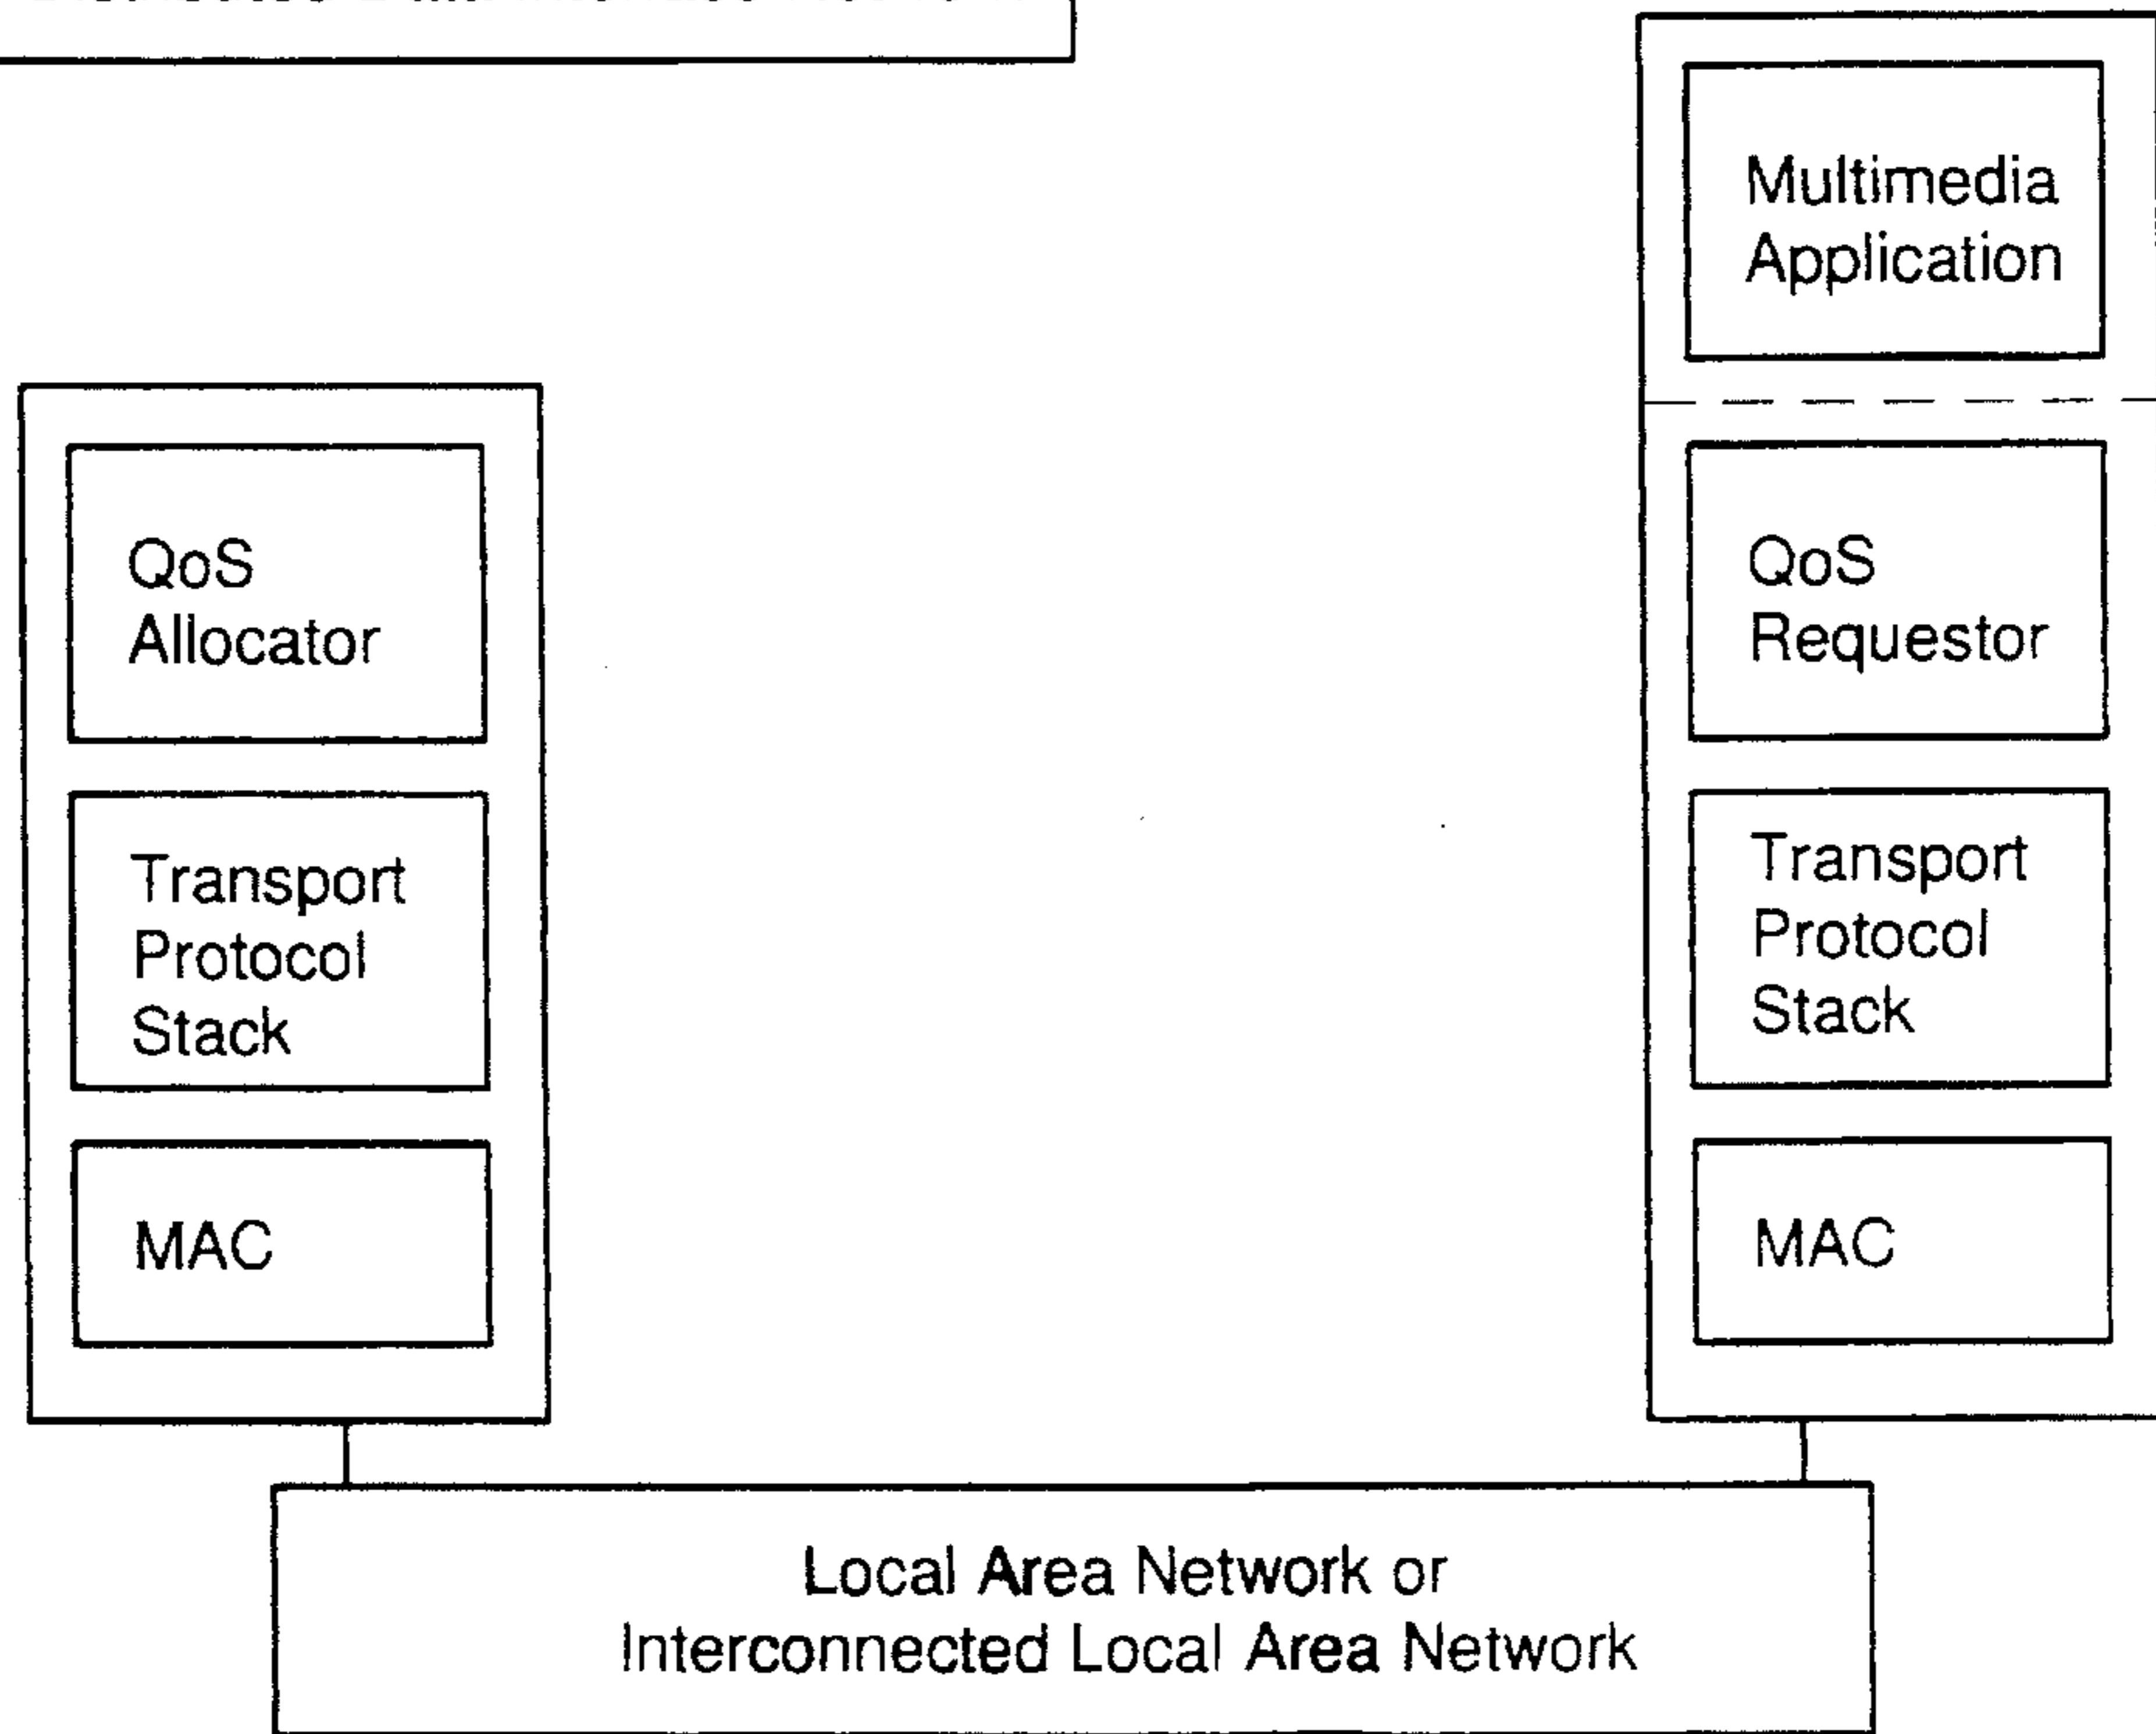 Multimedia
Application
QoS
Allocator
QoS
Requestor
Transport
Protocol
Stack
Transport
Protocol
Stack
MAC
MAC
Local Area Network or
Interconnected Local Area Network